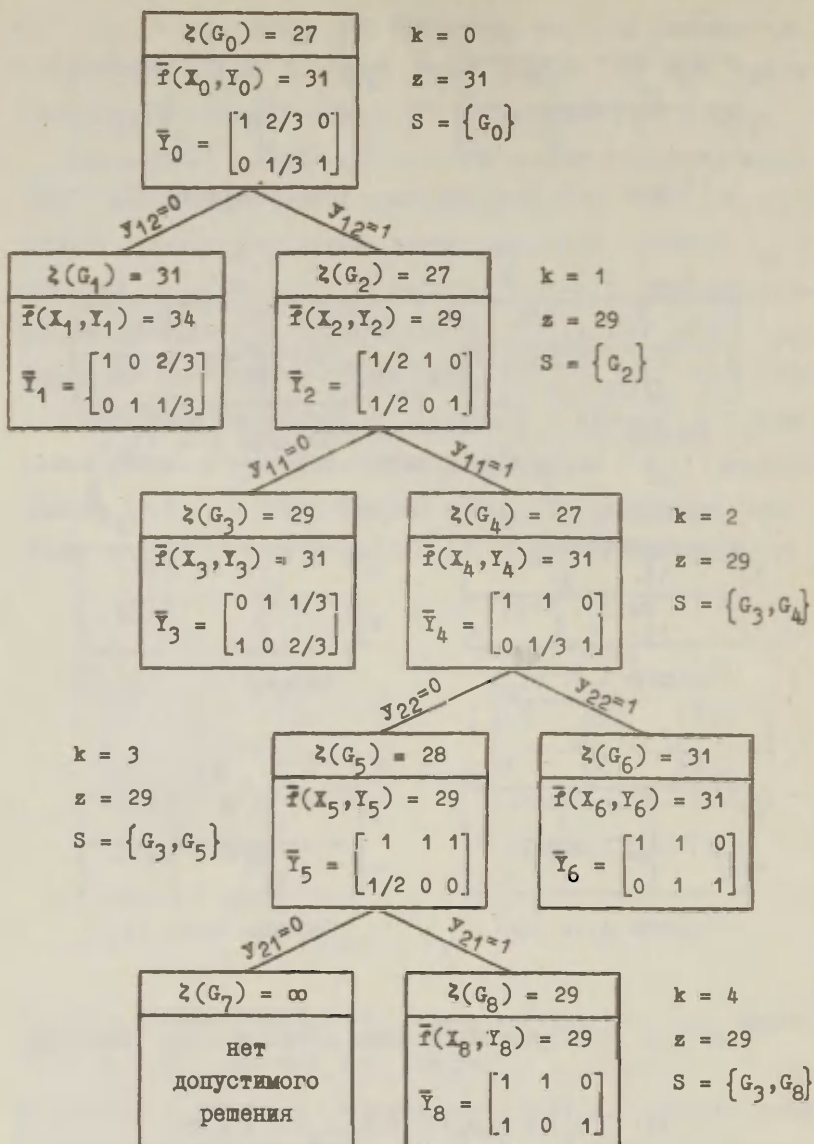 ξ(G₀) = 27
f̄(X₀,Y₀) = 31
Ȳ₀ = [1 2/3 0
0 1/3 1]
k = 0
z = 31
S = {G₀}
y₁₂=0
y₁₂=1
ξ(G₁) = 31
f̄(X₁,Y₁) = 34
Ȳ₁ = [1 0 2/3
0 1 1/3]
ξ(G₂) = 27
f̄(X₂,Y₂) = 29
Ȳ₂ = [1/2 1 0
1/2 0 1]
k = 1
z = 29
S = {G₂}
y₁₁=0
y₁₁=1
ξ(G₃) = 29
f̄(X₃,Y₃) = 31
Ȳ₃ = [0 1 1/3
1 0 2/3]
ξ(G₄) = 27
f̄(X₄,Y₄) = 31
Ȳ₄ = [1 1 0
0 1/3 1]
k = 2
z = 29
S = {G₃,G₄}
y₂₂=0
y₂₂=1
k = 3
z = 29
S = {G₃,G₅}
ξ(G₅) = 28
f̄(X₅,Y₅) = 29
Ȳ₅ = [1 1 1
1/2 0 0]
ξ(G₆) = 31
f̄(X₆,Y₆) = 31
Ȳ₆ = [1 1 0
0 1 1]
y₂₁=0
y₂₁=1
ξ(G₇) = ∞
нет
допустимого
решения
ξ(G₈) = 29
f̄(X₈,Y₈) = 29
Ȳ₈ = [1 1 0
1 0 1]
k = 4
z = 29
S = {G₃,G₈}